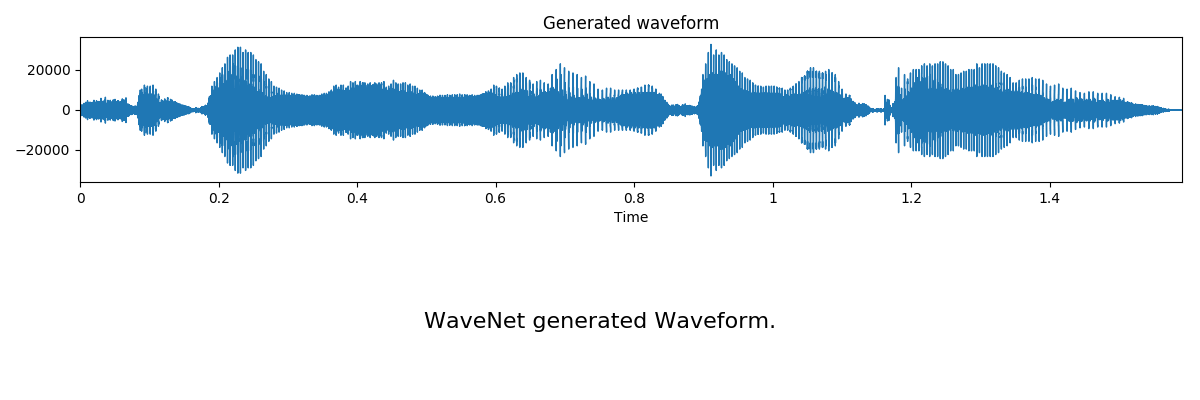 Generated waveform
20000
0
−20000
0 0.2 0.4 0.6 0.8 1 1.2 1.4
Time
WaveNet generated Waveform.